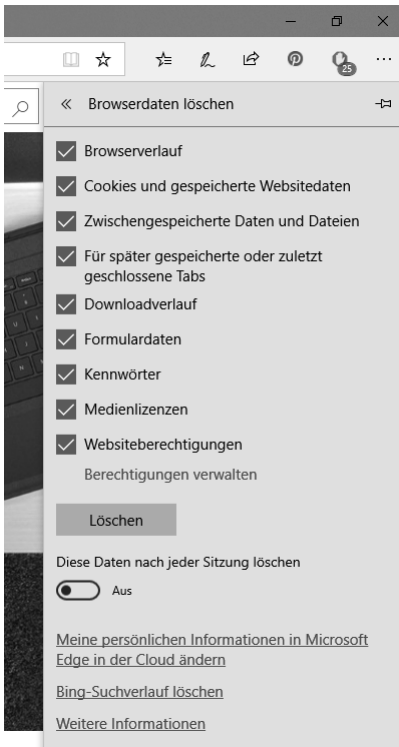 25
Browserdaten löschen
Browserverlauf
Cookies und gespeicherte Websitedaten
Zwischengespeicherte Daten und Dateien
Für später gespeicherte oder zuletzt
geschlossene Tabs
Downloadverlauf
Formulardaten
Kennwörter
Medienlizenzen
Websiteberechtigungen
Berechtigungen verwalten
Löschen
Diese Daten nach jeder Sitzung löschen
Aus
Meine persönlichen Informationen in Microsoft
Edge in der Cloud ändern
Bing-Suchverlauf löschen
Weitere Informationen